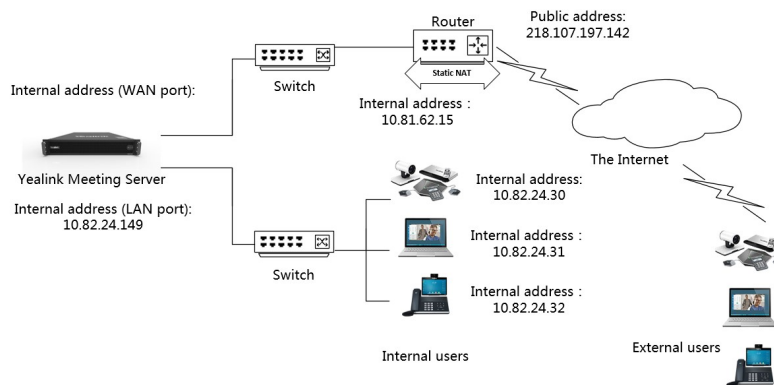 Router
Public address:
218.107.197.142
Static NAT
Switch
Internal address (WAN port):
Internal address :
10.81.62.15
The Internet
Yealink Meeting Server
Internal address (LAN port):
10.82.24.149
Internal address:
10.82.24.30
Internal address :
10.82.24.31
Switch
Internal address :
10.82.24.32
Internal users
External users